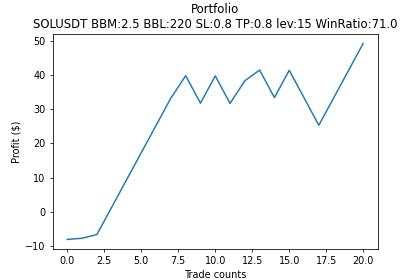 Portfolio
SOLUSDT BBM:2.5 BBL:220 SL:0.8 TP:0.8 lev:15 WinRatio:71.0
50
40
30
20
10
0
−10
Profit ($)
0.0 2.5 5.0 7.5 10.0 12.5 15.0 17.5 20.0
Trade counts